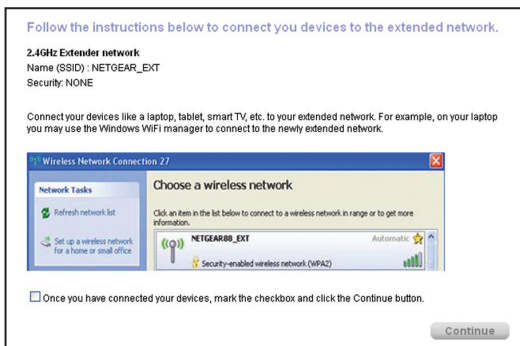 Follow the instructions below to connect you devices to the extended network.
2.4GHz Extender network
Name (SSID) : NETGEAR_EXT
Security: NONE
Connect your devices like a laptop, tablet, smart TV, etc. to your extended network. For example, on your laptop
you may use the Windows WiFi manager to connect to the newly extended network.
Wireless Network Connection 27
Network Tasks
Refresh network list
Set up a wireless network
for a home or small office
Choose a wireless network
Click an item in the list below to connect to a wireless network in range or to get more
information.
NETGEAR88_EXT Automatic
Security-enabled wireless network (WPA2)
Once you have connected your devices, mark the checkbox and click the Continue button.
Continue